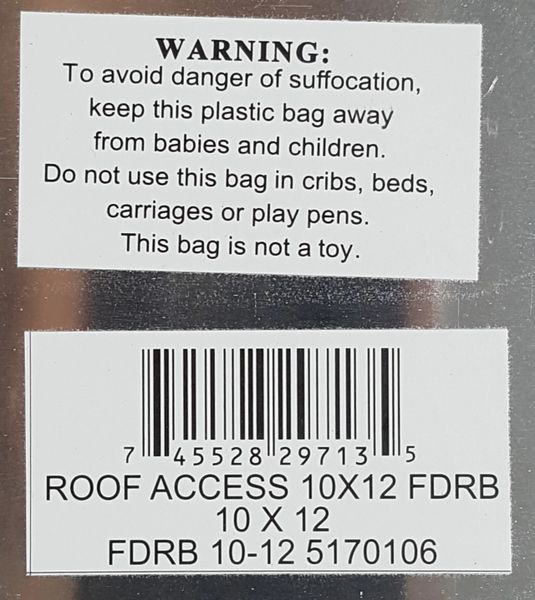 WARNING:
To avoid danger of suffocation,
keep this plastic bag away
from babies and children.
Do not use this bag in cribs, beds,
carriages or play pens.
This bag is not a toy.
7 45528 29713 5
ROOF ACCESS 10X12 FDRB
10 X 12
FDRB 10-12 5170106